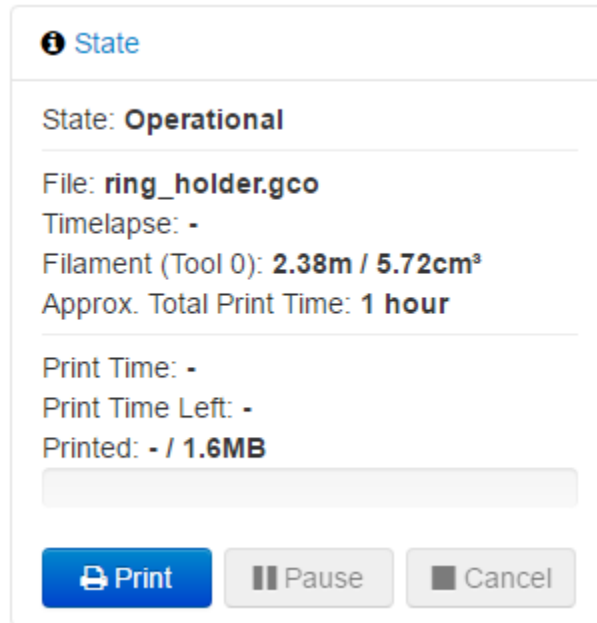 State
State: Operational
File: ring_holder.gco
Timelapse: -
Filament (Tool 0): 2.38m / 5.72cm³
Approx. Total Print Time: 1 hour
Print Time: -
Print Time Left: -
Printed: - / 1.6MB
Print Pause Cancel